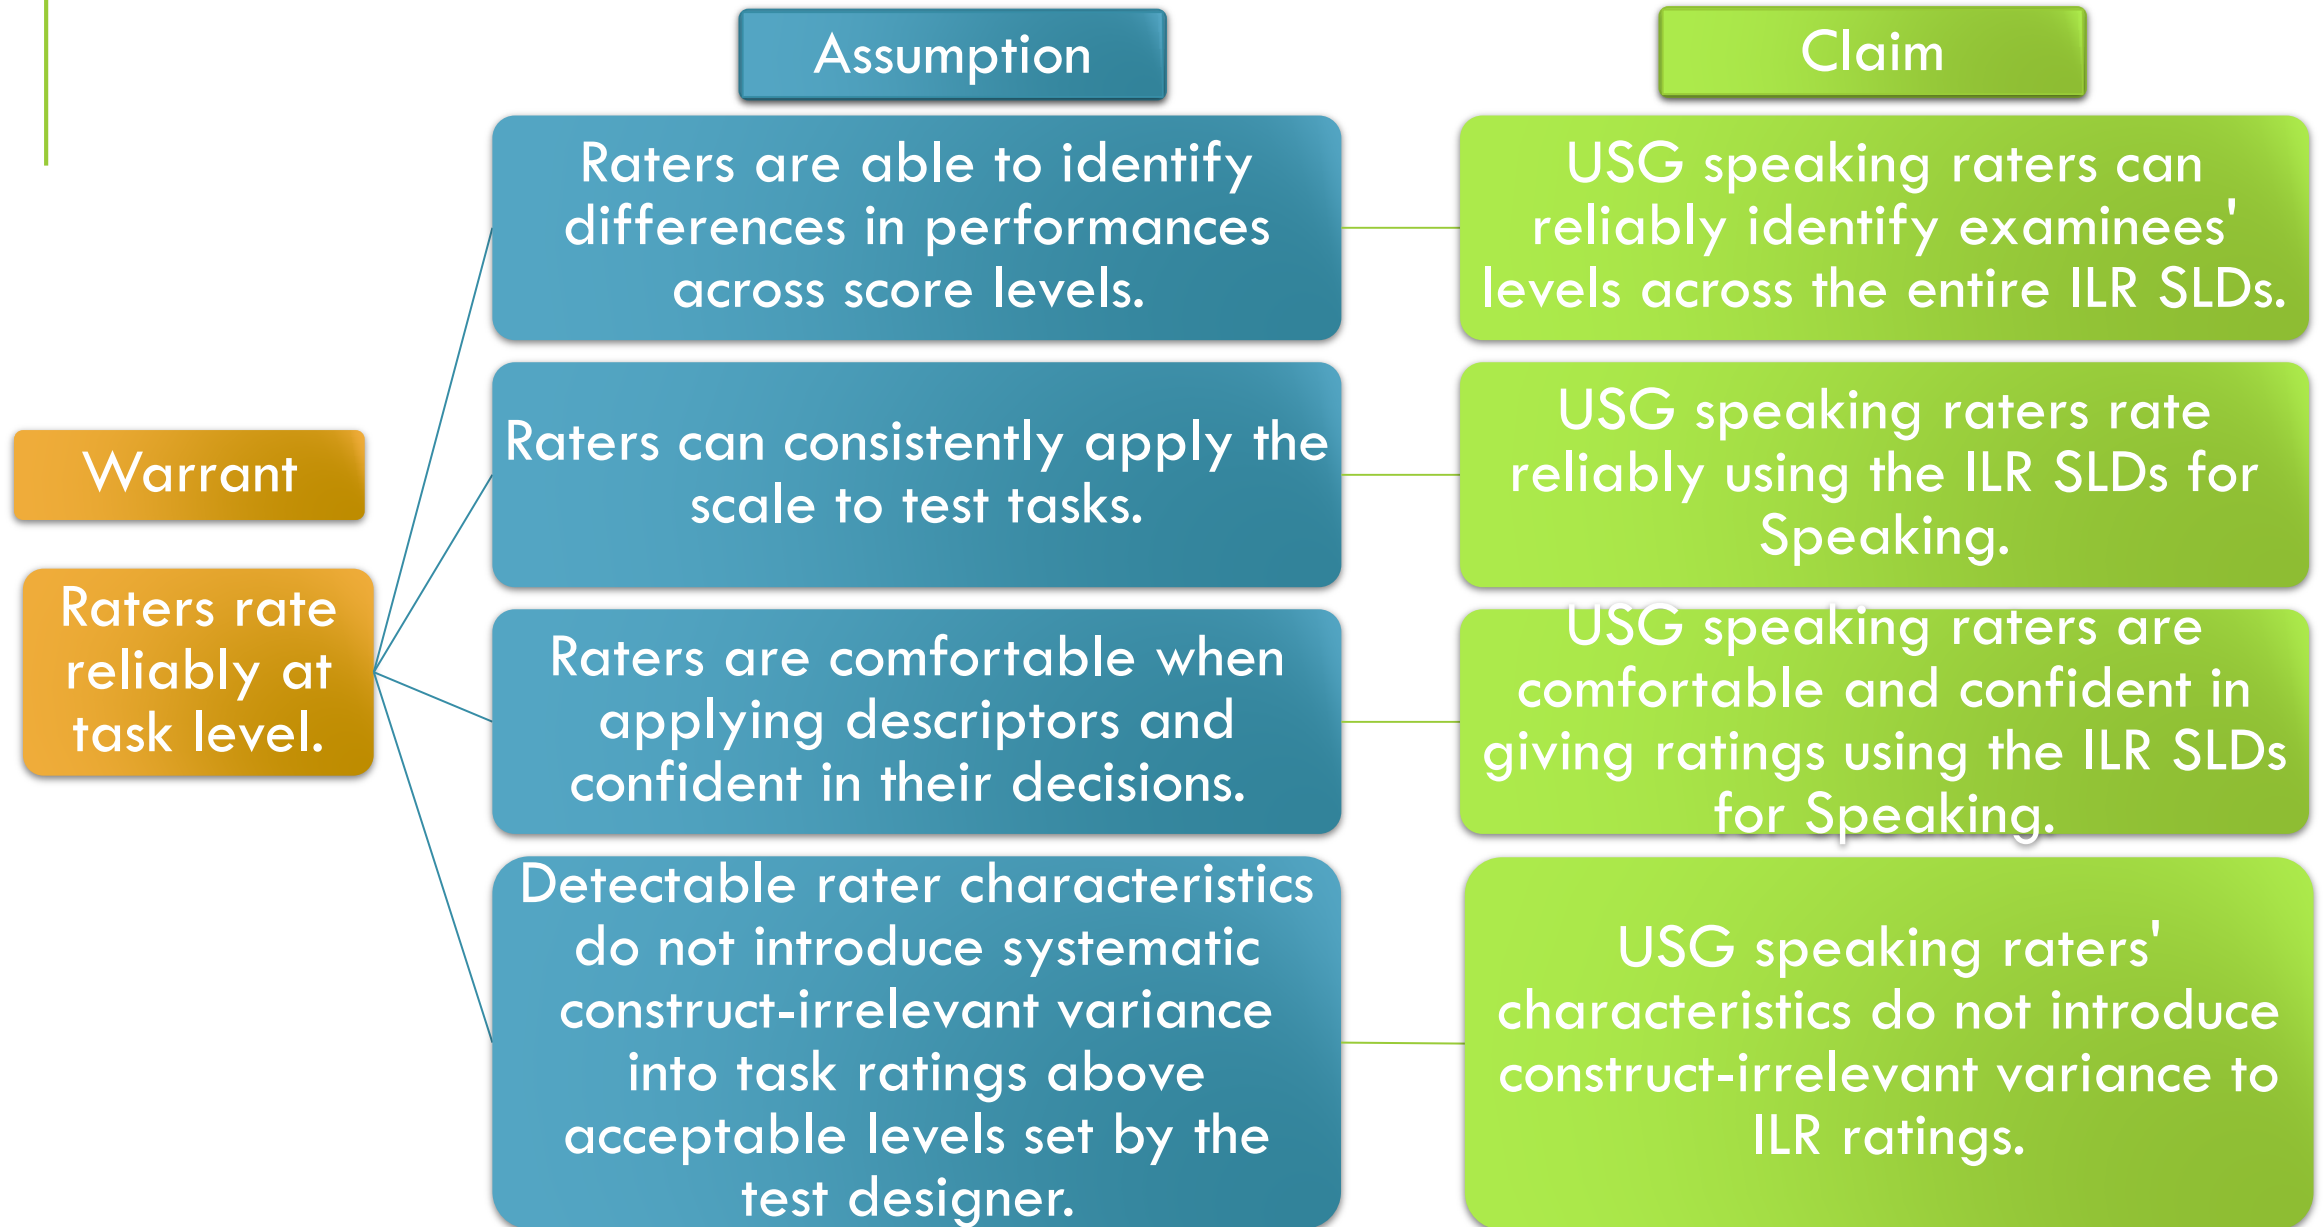 Assumption
Claim
Warrant
Raters rate
reliably at
task level.
Raters are able to identify
differences in performances
across score levels.
USG speaking raters can
reliably identify examinees'
levels across the entire ILR SLDs.
Raters can consistently apply the
scale to test tasks.
USG speaking raters rate
reliably using the ILR SLDs for
Speaking.
Raters are comfortable when
applying descriptors and
confident in their decisions.
USG speaking raters are
comfortable and confident in
giving ratings using the ILR SLDs
for Speaking.
Detectable rater characteristics
do not introduce systematic
construct-irrelevant variance
into task ratings above
acceptable levels set by the
test designer.
USG speaking raters'
characteristics do not introduce
construct-irrelevant variance to
ILR ratings.